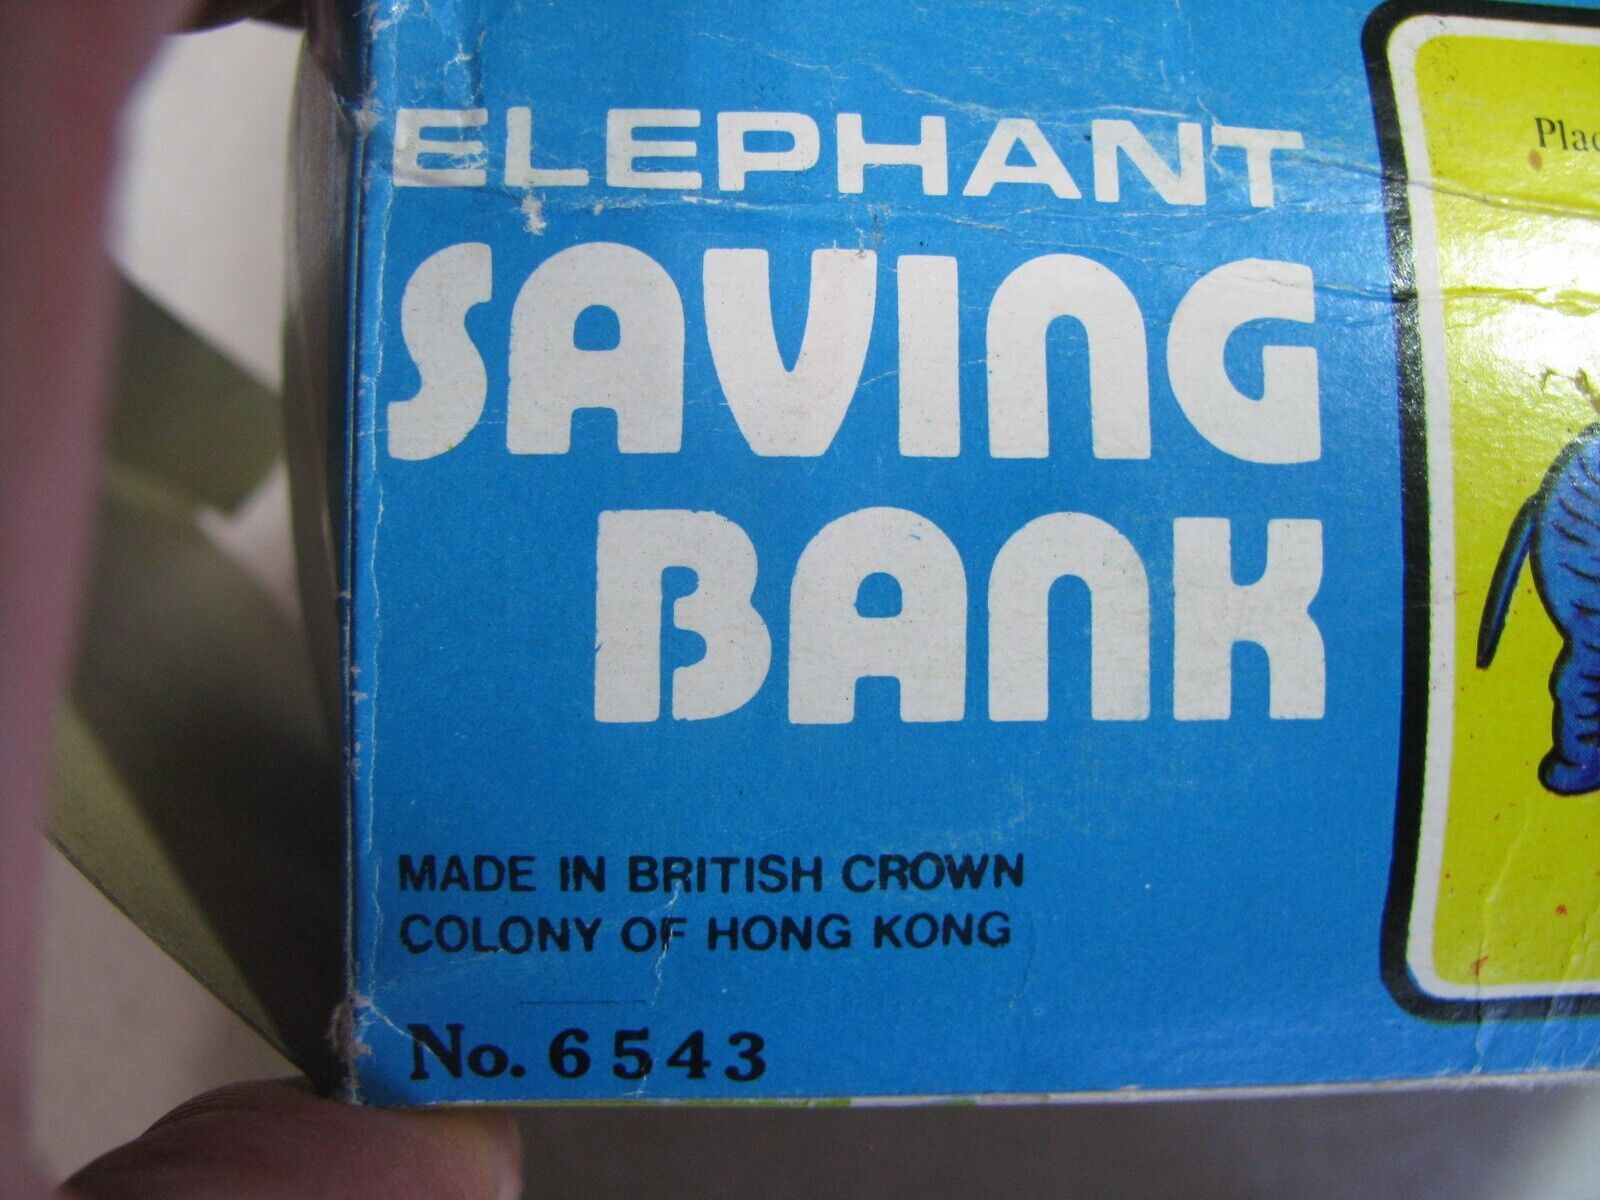 ELEPHANT
SAVING
BANK
MADE IN BRITISH CROWN
COLONY OF HONG KONG
No. 6543